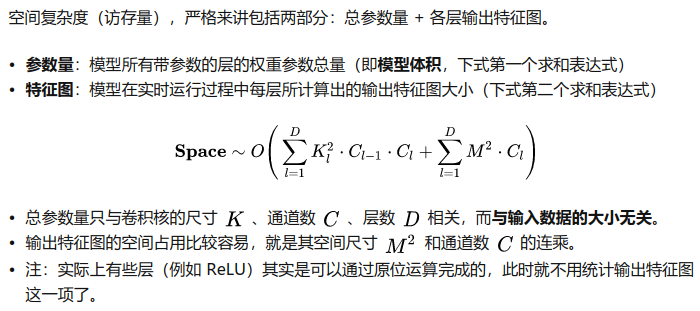 空间复杂度（访存量），严格来讲包括两部分：总参数量 + 各层输出特征图。
• 参数量：模型所有带参数的层的权重参数总量（即模型体积，下式第一个求和表达式）
• 特征图：模型在实时运行过程中每层所计算出的输出特征图大小（下式第二个求和表达式）
Space ~ O( ∑_{l=1}^{D} K_l^2 · C_{l-1} · C_l + ∑_{l=1}^{D} M^2 · C_l )
• 总参数量只与卷积核的尺寸 K 、通道数 C 、层数 D 相关，而与输入数据的大小无关。
• 输出特征图的空间占用比较容易，就是其空间尺寸 M^2 和通道数 C 的连乘。
• 注：实际上有些层（例如 ReLU）其实是可以通过原位运算完成的，此时就不用统计输出特征图
这一项了。